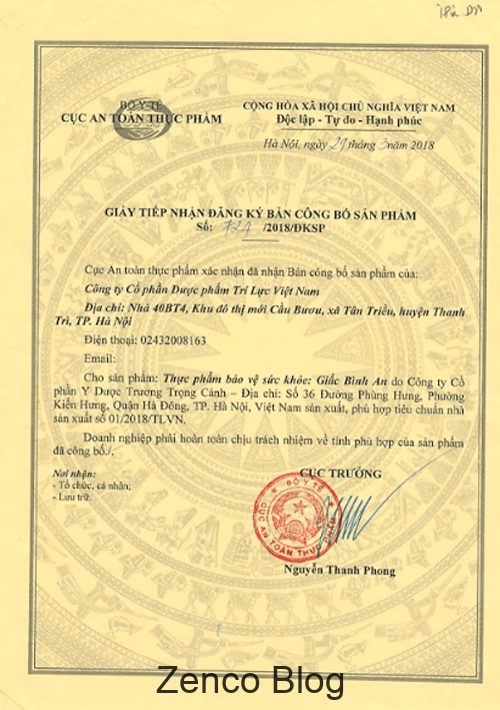 BỘ Y TẾ
CỤC AN TOÀN THỰC PHẨM
CỘNG HÒA XÃ HỘI CHỦ NGHĨA VIỆT NAM
Độc lập - Tự do - Hạnh phúc
Hà Nội, ngày 29 tháng 3 năm 2018
GIẤY TIẾP NHẬN ĐĂNG KÝ BẢN CÔNG BỐ SẢN PHẨM
Số: /2018/ĐKSP
Cục An toàn thực phẩm xác nhận đã nhận Bản công bố sản phẩm của:
Công ty Cổ phần Dược phẩm Trí Lực Việt Nam
Địa chỉ: Nhà 40BT4, Khu đô thị mới Cầu Bươu, xã Tân Triều, huyện Thanh
Trì, TP. Hà Nội
Điện thoại: 02432008163
Email:
Cho sản phẩm: Thực phẩm bảo vệ sức khỏe: Giấc Bình An do Công ty Cổ
phần Y Dược Trương Trọng Cảnh – Địa chỉ: Số 36 Đường Phùng Hưng, Phường
Kiến Hưng, Quận Hà Đông, TP. Hà Nội, Việt Nam sản xuất, phù hợp tiêu chuẩn nhà
sản xuất số 01/2018/TLVN.
Doanh nghiệp phải hoàn toàn chịu trách nhiệm về tính phù hợp của sản phẩm
đã công bố./.
Nơi nhận:
- Tổ chức, cá nhân;
- Lưu trữ.
CỤC TRƯỞNG
BỘ Y TẾ
CỤC AN TOÀN THỰC PHẨM
Nguyễn Thanh Phong
Zenco Blog